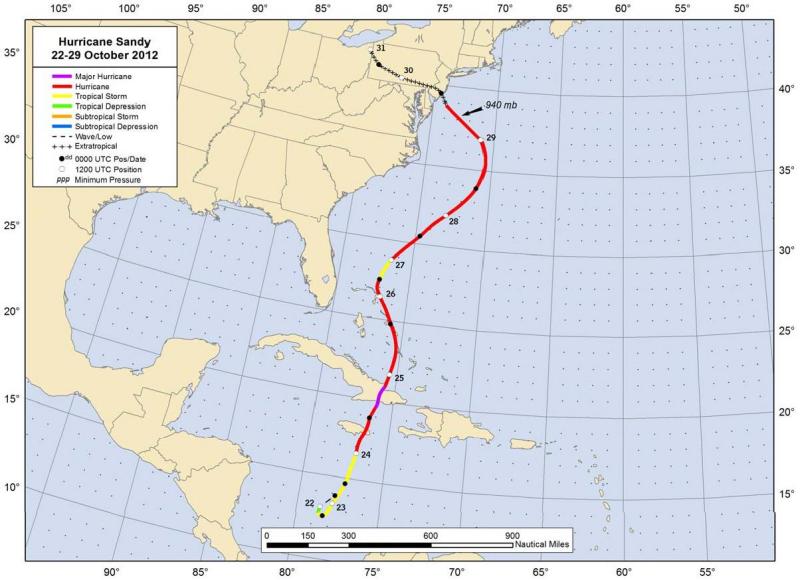 105° 100° 95° 90° 85° 80° 75° 70° 65° 60° 55° 50°
Hurricane Sandy
22-29 October 2012
Major Hurricane
Hurricane
Tropical Storm
Tropical Depression
Subtropical Storm
Subtropical Depression
Wave/Low
Extratropical
dd 0000 UTC Pos/Date
1200 UTC Position
ppp Minimum Pressure
35°
30°
25°
20°
15°
10°
40°
35°
30°
25°
20°
15°
31
30
940 mb
29
28
27
26
25
24
22
23
0 150 300 600 900
Nautical Miles
90° 85° 80° 75° 70° 65° 60° 55°